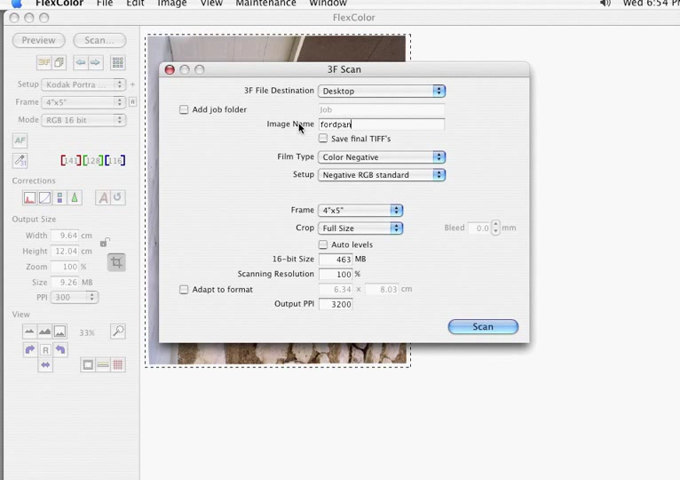 FlexColor File Edit Image View Maintenance Window Wed 6:54 PM
FlexColor
Preview Scan...
3F
Setup Kodak Portra ... +
Frame 4"x5" R
Mode RGB 16 bit
AF
Corrections
A
Output Size
Width 9.64 cm
Height 12.04 cm
Zoom 100 %
Size 9.26 MB
PPI 300
View
33%
R
3F Scan
3F File Destination Desktop
Add job folder Job
Image Name fordpan
Save final TIFF's
Film Type Color Negative
Setup Negative RGB standard
Frame 4"x5"
Crop Full Size Bleed 0.0 mm
Auto levels
16-bit Size 463 MB
Scanning Resolution 100 %
Adapt to format 6.34 x 8.03 cm
Output PPI 3200
Scan